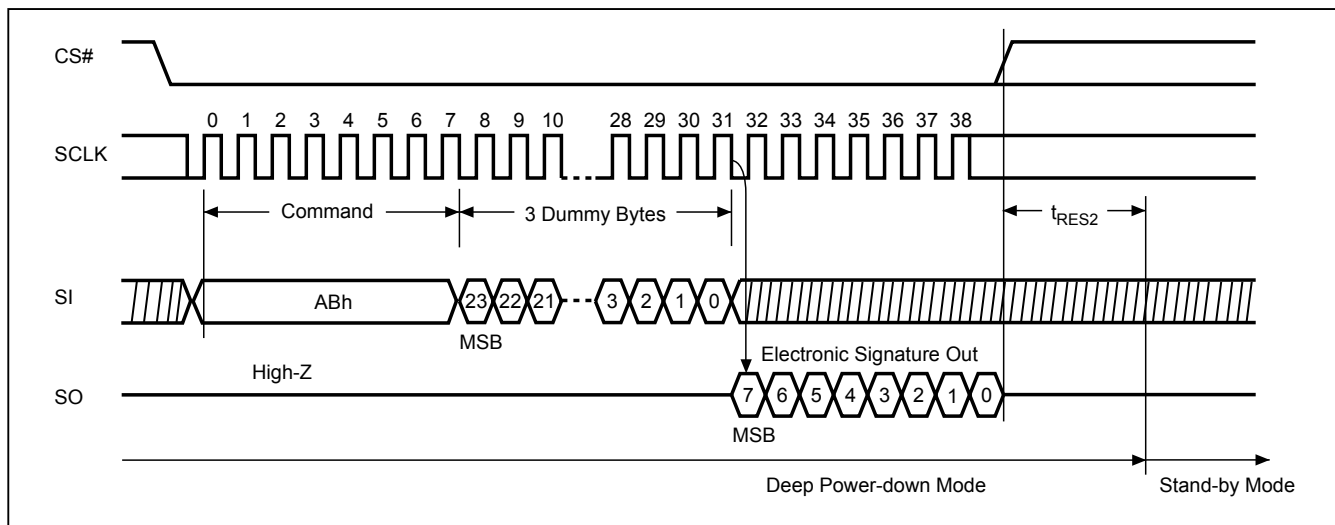 CS#
0 1 2 3 4 5 6 7 8 9 10 28 29 30 31 32 33 34 35 36 37 38
SCLK
Command 3 Dummy Bytes tRES2
SI ABh 23 22 21 3 2 1 0
MSB
Electronic Signature Out
High-Z
SO 7 6 5 4 3 2 1 0
MSB
Deep Power-down Mode Stand-by Mode